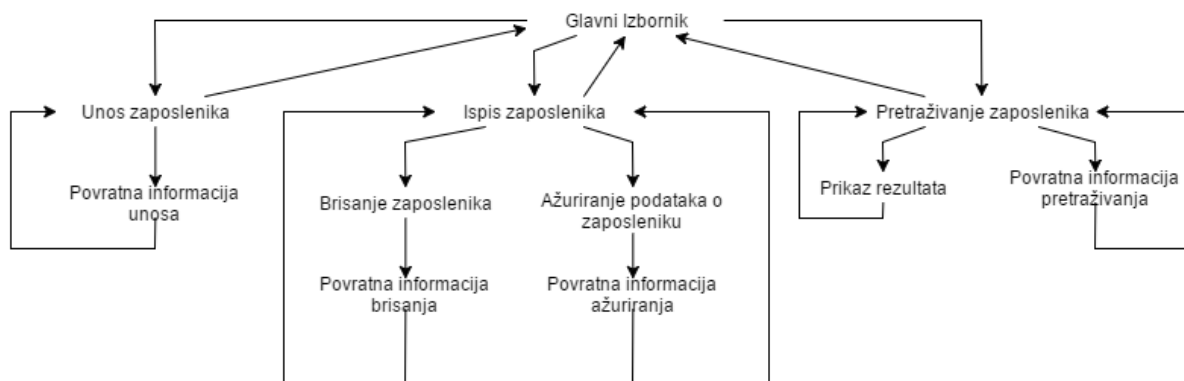 Glavni Izbornik
Unos zaposlenika
Ispis zaposlenika
Pretraživanje zaposlenika
Povratna informacija
unosa
Brisanje zaposlenika
Ažuriranje podataka o
zaposleniku
Prikaz rezultata
Povratna informacija
pretraživanja
Povratna informacija
brisanja
Povratna informacija
ažuriranja